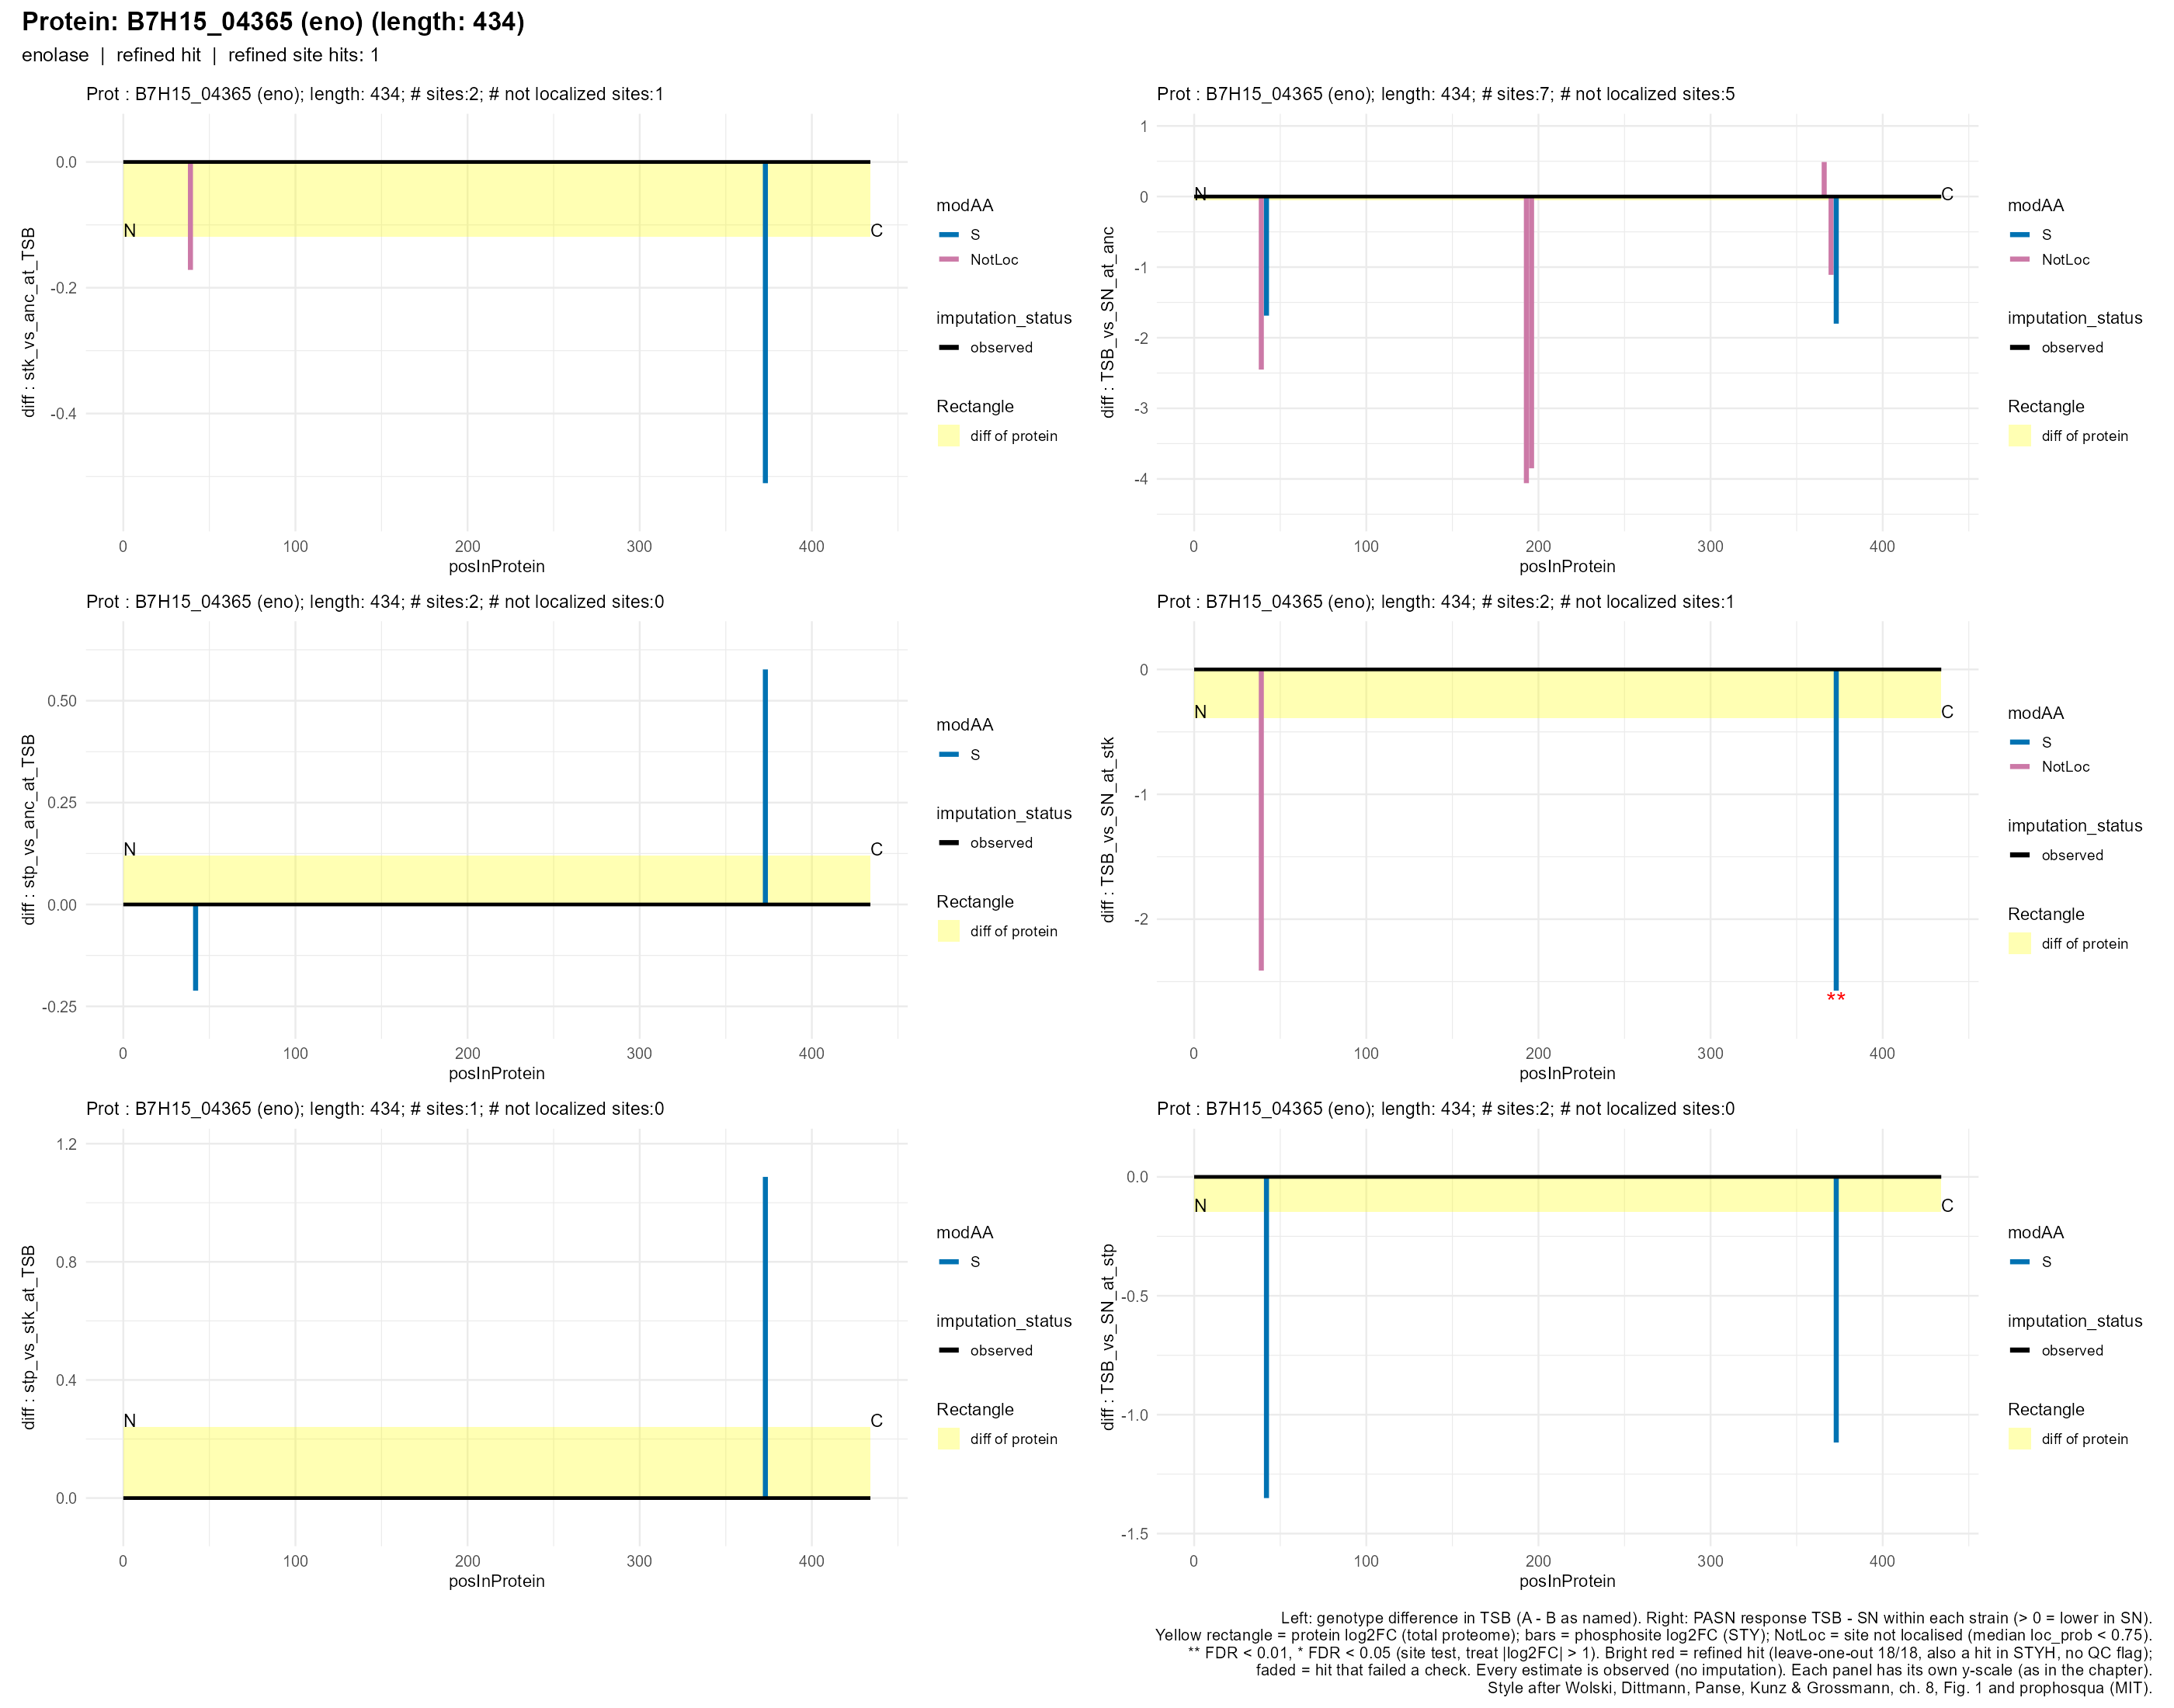 Protein: B7H15_04365 (eno) (length: 434)
enolase | refined hit | refined site hits: 1
Prot : B7H15_04365 (eno); length: 434; # sites:2; # not localized sites:1
0.0
-0.2
-0.4
diff : stk_vs_anc_at_TSB
N
C
0
100
200
300
400
posInProtein
modAA
S
NotLoc
imputation_status
observed
Rectangle
diff of protein
Prot : B7H15_04365 (eno); length: 434; # sites:7; # not localized sites:5
1
0
-1
-2
-3
-4
diff : TSB_vs_SN_at_anc
N
C
0
100
200
300
400
posInProtein
modAA
S
NotLoc
imputation_status
observed
Rectangle
diff of protein
Prot : B7H15_04365 (eno); length: 434; # sites:2; # not localized sites:0
0.50
0.25
0.00
-0.25
diff : stp_vs_anc_at_TSB
N
C
0
100
200
300
400
posInProtein
modAA
S
imputation_status
observed
Rectangle
diff of protein
Prot : B7H15_04365 (eno); length: 434; # sites:2; # not localized sites:1
0
-1
-2
diff : TSB_vs_SN_at_stk
N
C
**
0
100
200
300
400
posInProtein
modAA
S
NotLoc
imputation_status
observed
Rectangle
diff of protein
Prot : B7H15_04365 (eno); length: 434; # sites:1; # not localized sites:0
1.2
0.8
0.4
0.0
diff : stp_vs_stk_at_TSB
N
C
0
100
200
300
400
posInProtein
modAA
S
imputation_status
observed
Rectangle
diff of protein
Prot : B7H15_04365 (eno); length: 434; # sites:2; # not localized sites:0
0.0
-0.5
-1.0
-1.5
diff : TSB_vs_SN_at_stp
N
C
0
100
200
300
400
posInProtein
modAA
S
imputation_status
observed
Rectangle
diff of protein
Left: genotype difference in TSB (A - B as named). Right: PASN response TSB - SN within each strain (> 0 = lower in SN).
Yellow rectangle = protein log2FC (total proteome); bars = phosphosite log2FC (STY); NotLoc = site not localised (median loc_prob < 0.75).
** FDR < 0.01, * FDR < 0.05 (site test, treat |log2FC| > 1). Bright red = refined hit (leave-one-out 18/18, also a hit in STYH, no QC flag);
faded = hit that failed a check. Every estimate is observed (no imputation). Each panel has its own y-scale (as in the chapter).
Style after Wolski, Dittmann, Panse, Kunz & Grossmann, ch. 8, Fig. 1 and prophosqua (MIT).